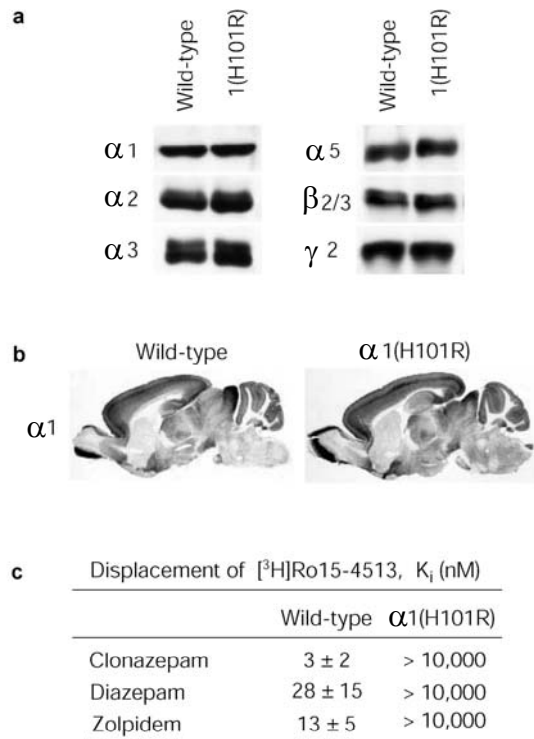 a
Wild-type
1(H101R)
Wild-type
1(H101R)
α1
α2
α3
α5
β2/3
γ2
b
Wild-type
α1(H101R)
α1
c
Displacement of [³H]Ro15-4513, Kᵢ (nM)
Wild-type α1(H101R)
Clonazepam 3 ± 2 > 10,000
Diazepam 28 ± 15 > 10,000
Zolpidem 13 ± 5 > 10,000